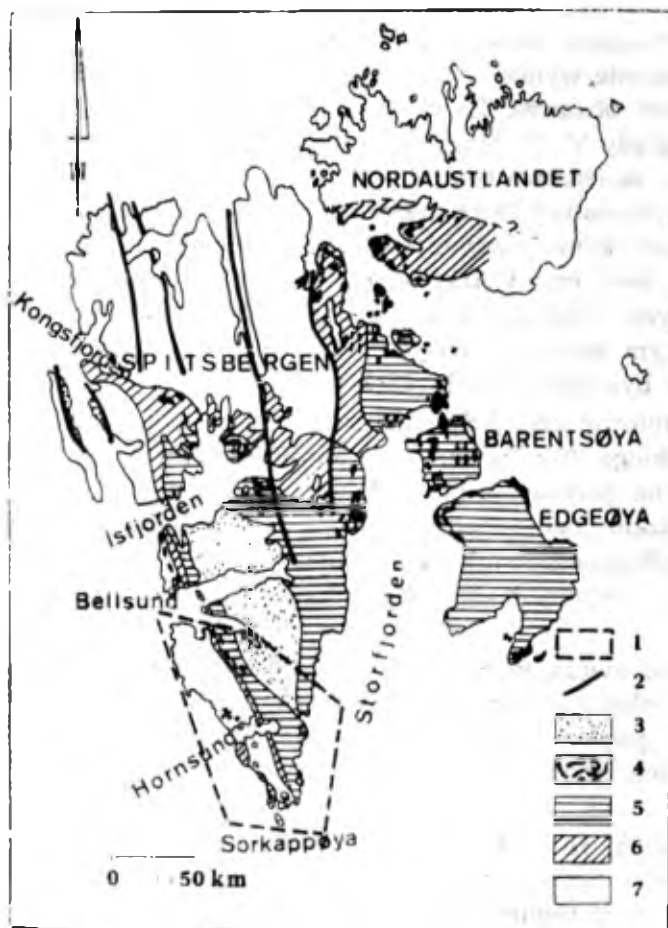 N
NORDAUSTLANDET
?
Kongsfjorden
SPITSBERGEN
BARENTSØYA
EDGEØYA
Isfjorden
Bellsund
Storfjorden
Hornsund
Sorkappøya
0 50 km
1
2
3
4
5
6
7